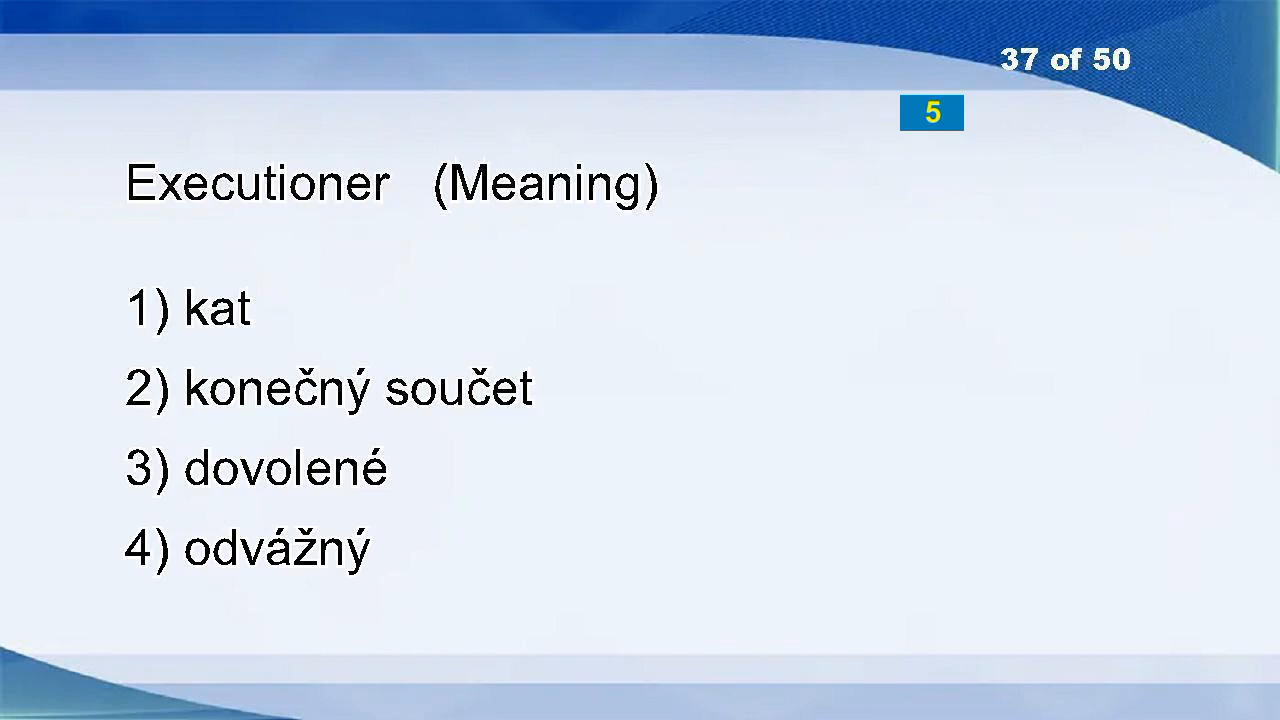 37 of 50
5
Executioner (Meaning)
1) kat
2) konečný součet
3) dovolené
4) odvážný